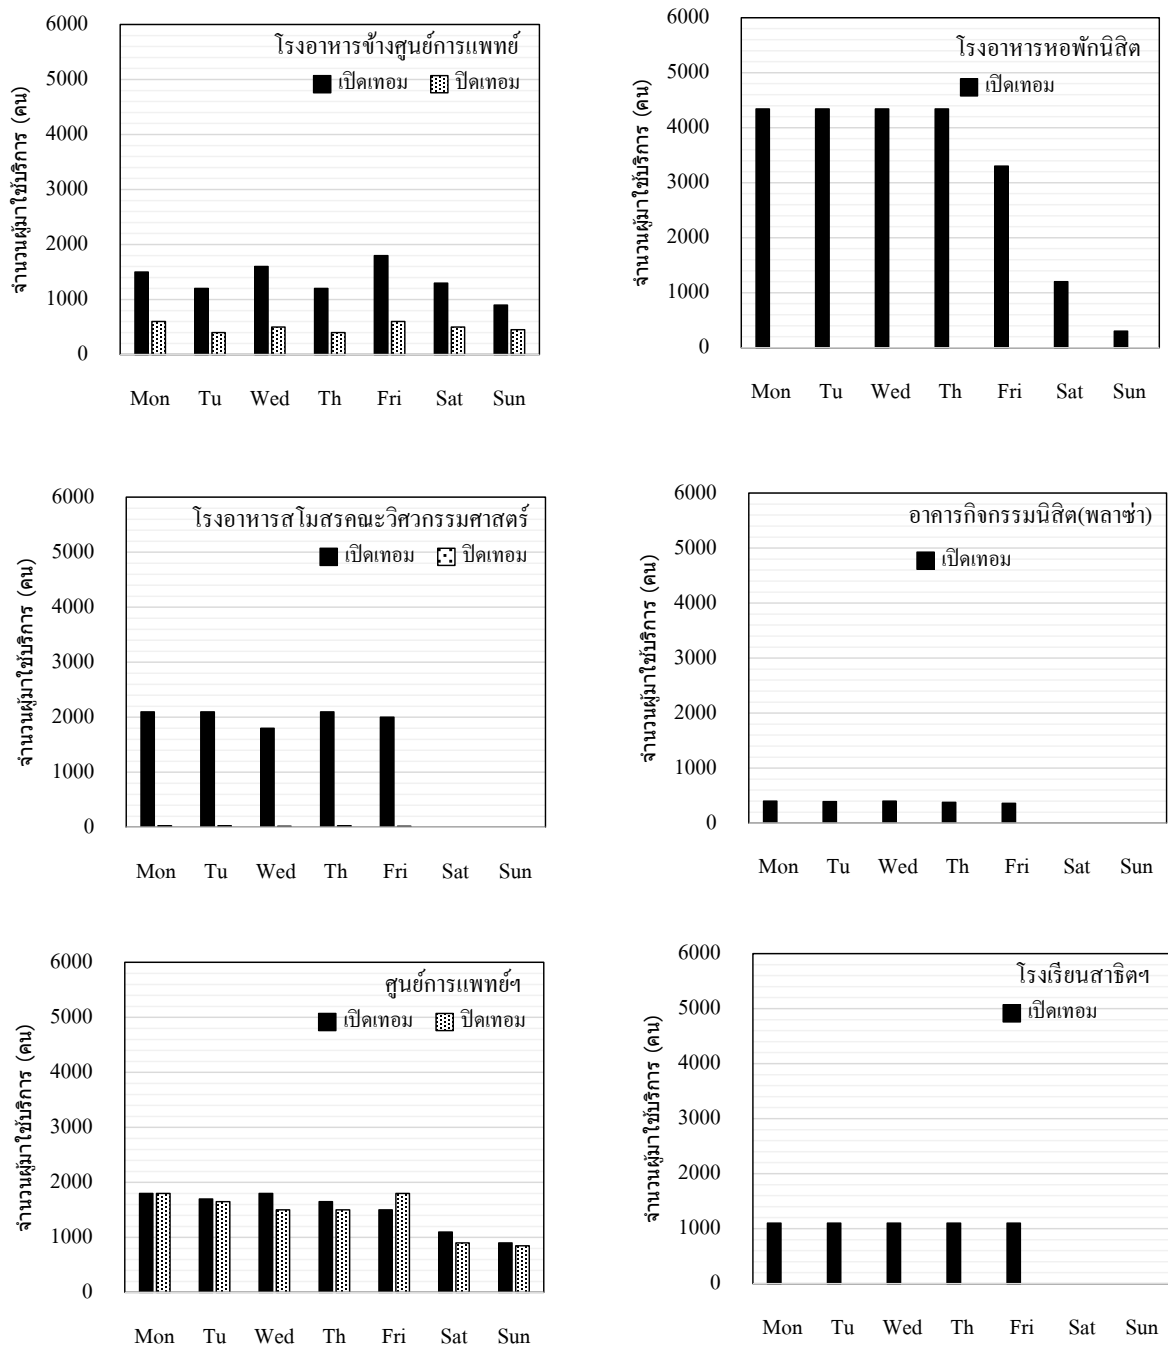 โรงอาหารข้างศูนย์การแพทย์
เปิดเทอม ปิดเทอม
จำนวนผู้มาใช้บริการ (คน)
6000
5000
4000
3000
2000
1000
0
Mon Tu Wed Th Fri Sat Sun
โรงอาหารหอพักนิสิต
เปิดเทอม
จำนวนผู้มาใช้บริการ (คน)
6000
5000
4000
3000
2000
1000
0
Mon Tu Wed Th Fri Sat Sun
โรงอาหารสโมสรคณะวิศวกรรมศาสตร์
เปิดเทอม ปิดเทอม
จำนวนผู้มาใช้บริการ (คน)
6000
5000
4000
3000
2000
1000
0
Mon Tu Wed Th Fri Sat Sun
อาคารกิจกรรมนิสิต(พลาซ่า)
เปิดเทอม
จำนวนผู้มาใช้บริการ (คน)
6000
5000
4000
3000
2000
1000
0
Mon Tu Wed Th Fri Sat Sun
ศูนย์การแพทย์ฯ
เปิดเทอม ปิดเทอม
จำนวนผู้มาใช้บริการ (คน)
6000
5000
4000
3000
2000
1000
0
Mon Tu Wed Th Fri Sat Sun
โรงเรียนสาธิตฯ
เปิดเทอม
จำนวนผู้มาใช้บริการ (คน)
6000
5000
4000
3000
2000
1000
0
Mon Tu Wed Th Fri Sat Sun